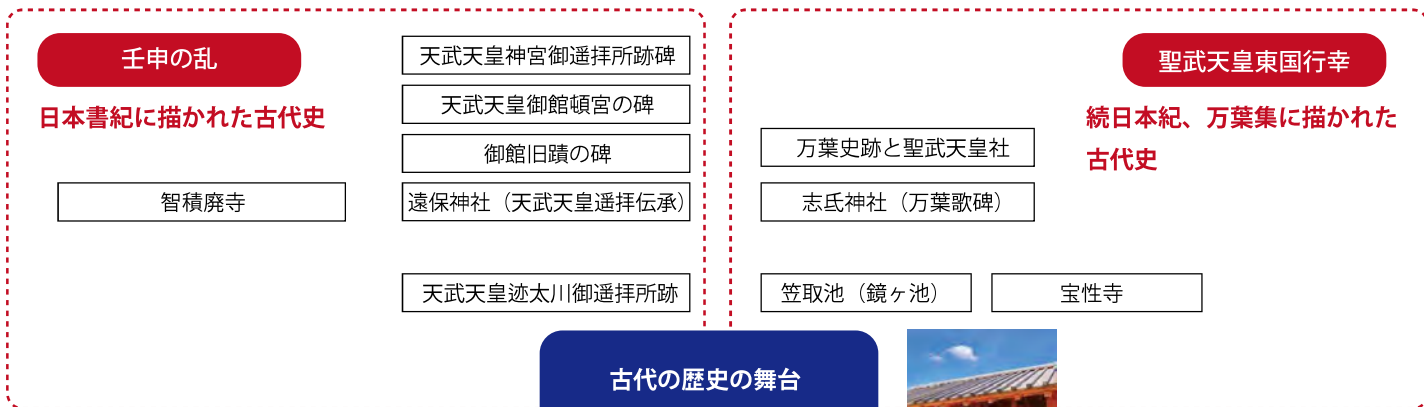 壬申の乱
日本書紀に描かれた古代史
天武天皇神宮御遥拝所跡碑
天武天皇御館頓宮の碑
御館旧蹟の碑
智積廃寺
遠保神社（天武天皇遥拝伝承）
天武天皇迹太川御遥拝所跡
聖武天皇東国行幸
続日本紀、万葉集に描かれた
古代史
万葉史跡と聖武天皇社
志氐神社（万葉歌碑）
笠取池（鏡ヶ池）
宝性寺
古代の歴史の舞台